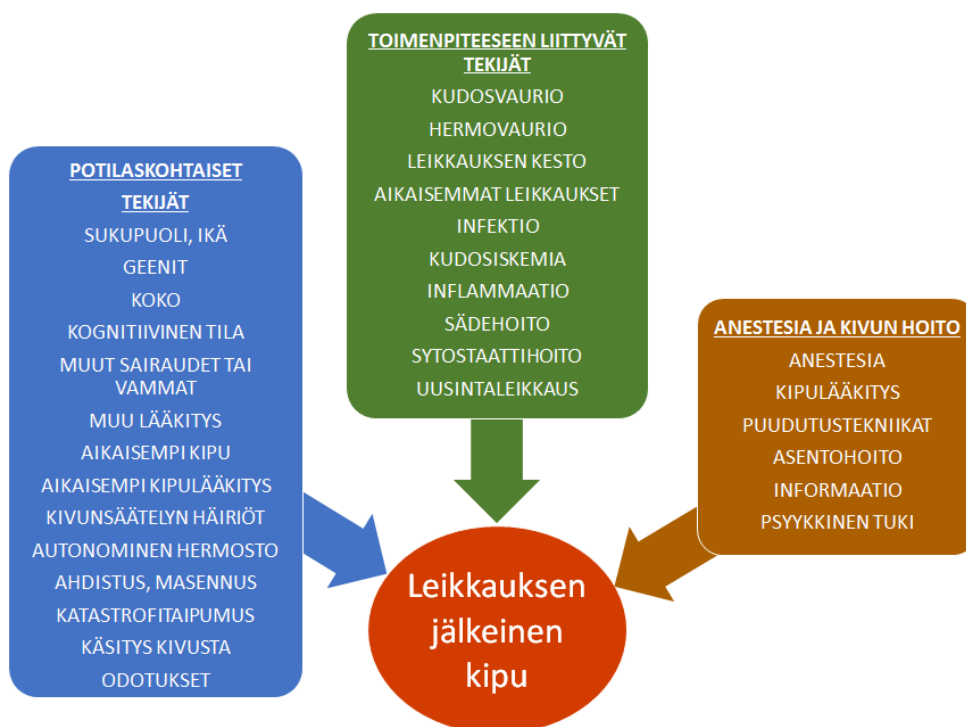 TOIMENPITEESEEN LIITTYVÄT
TEKIJÄT
KUDOSVAURIO
HERMOVAURIO
LEIKKAUKSEN KESTO
AIKAISEMMAT LEIKKAUKSET
INFEKTIO
KUDOSISKEMIA
INFLAMMAATIO
SÄDEHOITO
SYTOSTAATTIHOITO
UUSINTALEIKKAUS
POTILASKOHTAISET
TEKIJÄT
SUKUPUOLI, IKÄ
GEENIT
KOKO
KOGNITIIVINEN TILA
MUUT SAIRAUDET TAI
VAMMAT
MUU LÄÄKITYS
AIKAISEMPI KIPU
AIKAISEMPI KIPULÄÄKITYS
KIVUNSÄÄTELYN HÄIRIÖT
AUTONOMINEN HERMOSTO
AHDISTUS, MASENNUS
KATASTROFITAIPUMUS
KÄSITYS KIVUSTA
ODOTUKSET
ANESTESIA JA KIVUN HOITO
ANESTESIA
KIPULÄÄKITYS
PUUDUTUSTEKNIIKAT
ASENTOHOITO
INFORMAATIO
PSYYKKINEN TUKI
Leikkauksen
jälkeinen
kipu